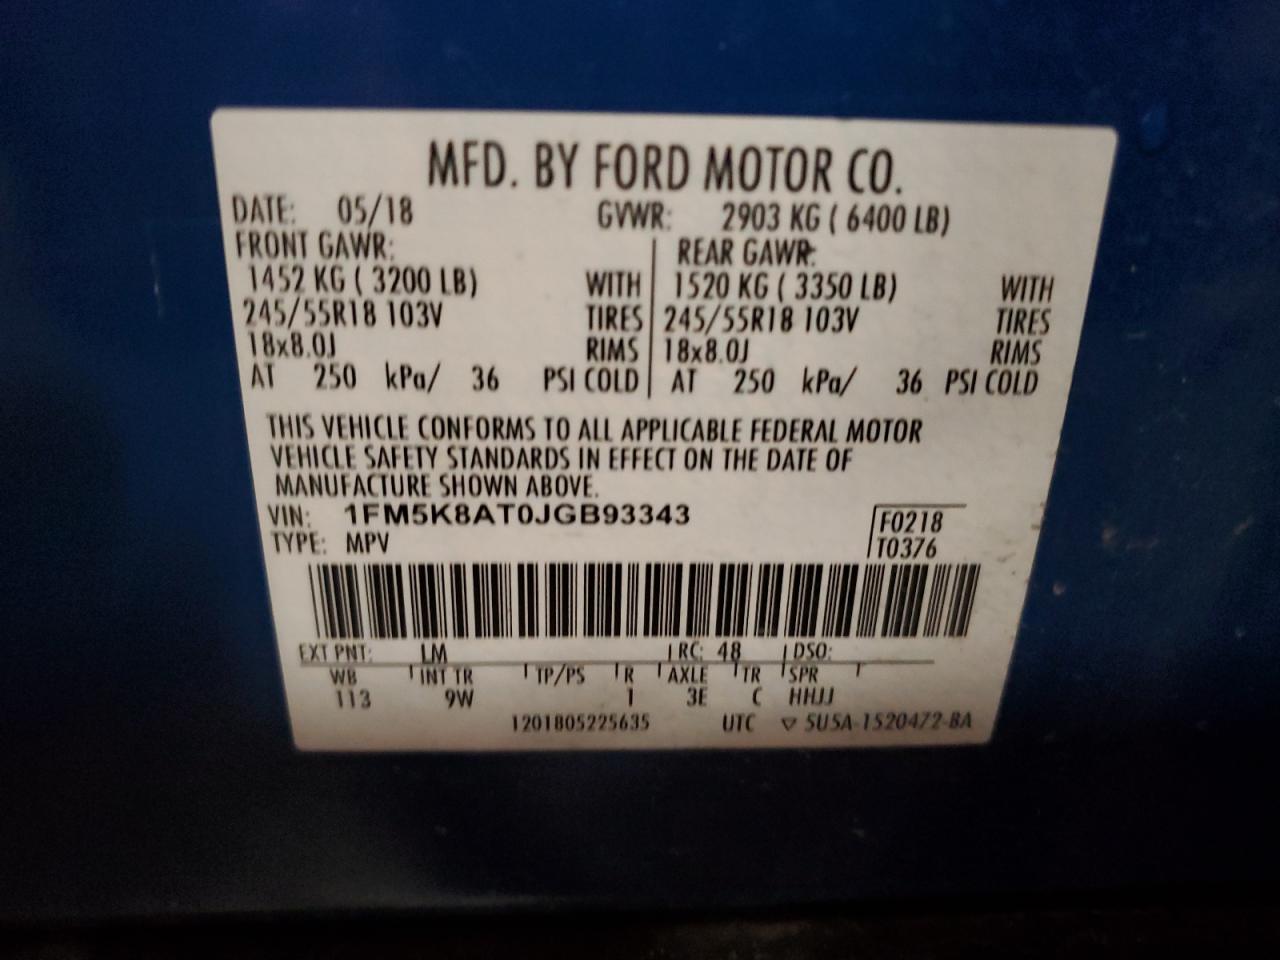 MFD. BY FORD MOTOR CO.
DATE: 05/18 GVWR: 2903 KG ( 6400 LB)
FRONT GAWR: REAR GAWR:
1452 KG ( 3200 LB) WITH 1520 KG ( 3350 LB) WITH
245/55R18 103V TIRES 245/55R18 103V TIRES
18x8.0J RIMS 18x8.0J RIMS
AT 250 kPa/ 36 PSI COLD AT 250 kPa/ 36 PSI COLD
THIS VEHICLE CONFORMS TO ALL APPLICABLE FEDERAL MOTOR
VEHICLE SAFETY STANDARDS IN EFFECT ON THE DATE OF
MANUFACTURE SHOWN ABOVE.
VIN: 1FM5K8AT0JGB93343 F0218
TYPE: MPV T0376
EXT PNT: LM RC: 48 DSO:
WB INT TR TP/PS R AXLE TR SPR
113 9W 1 3E C HHJJ
1201805225635 UTC ▽ 5U5A-1520472-BA